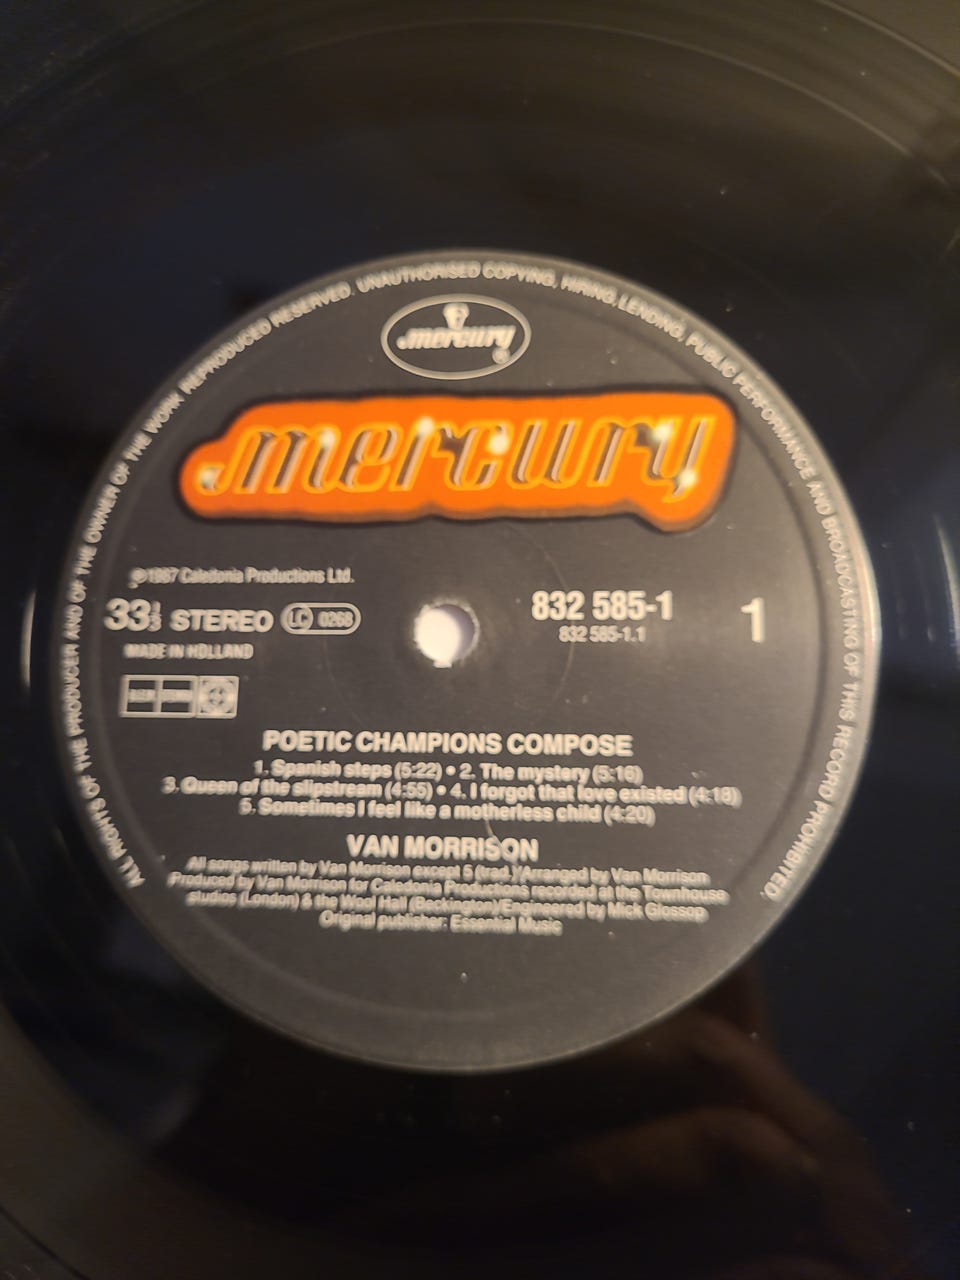 ALL RIGHTS OF THE PRODUCER AND OF THE OWNER OF THE WORK REPRODUCED RESERVED. UNAUTHORISED COPYING, HIRING, LENDING, PUBLIC PERFORMANCE AND BROADCASTING OF THIS RECORD PROHIBITED.
mercury
mercury
℗1987 Caledonia Productions Ltd.
33⅓ STEREO LC 0268
832 585-1 1
832 585-1.1
MADE IN HOLLAND
POETIC CHAMPIONS COMPOSE
1. Spanish steps (5:22) • 2. The mystery (5:16)
3. Queen of the slipstream (4:55) • 4. I forgot that love existed (4:18)
5. Sometimes I feel like a motherless child (4:20)
VAN MORRISON
All songs written by Van Morrison except 5 (trad.)/Arranged by Van Morrison
Produced by Van Morrison for Caledonia Productions recorded at the Townhouse
studios (London) & the Wool Hall (Beckington)/Engineered by Mick Glossop
Original publisher: Essential Music